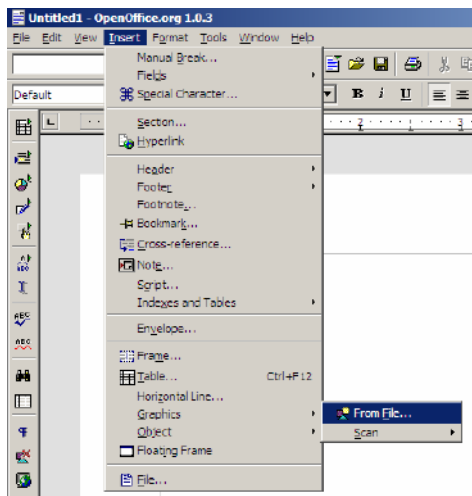 Untitled1 - OpenOffice.org 1.0.3
File Edit View Insert Format Tools Window Help
Manual Break...
Fields
Special Character...
Default
B i U
Section...
Hyperlink
Header
Footer
Footnote...
Bookmark...
Cross-reference...
Note...
Script...
Indexes and Tables
Envelope...
Frame...
Table... Ctrl+F12
Horizontal Line...
Graphics
From File...
Object
Scan
Floating Frame
File...